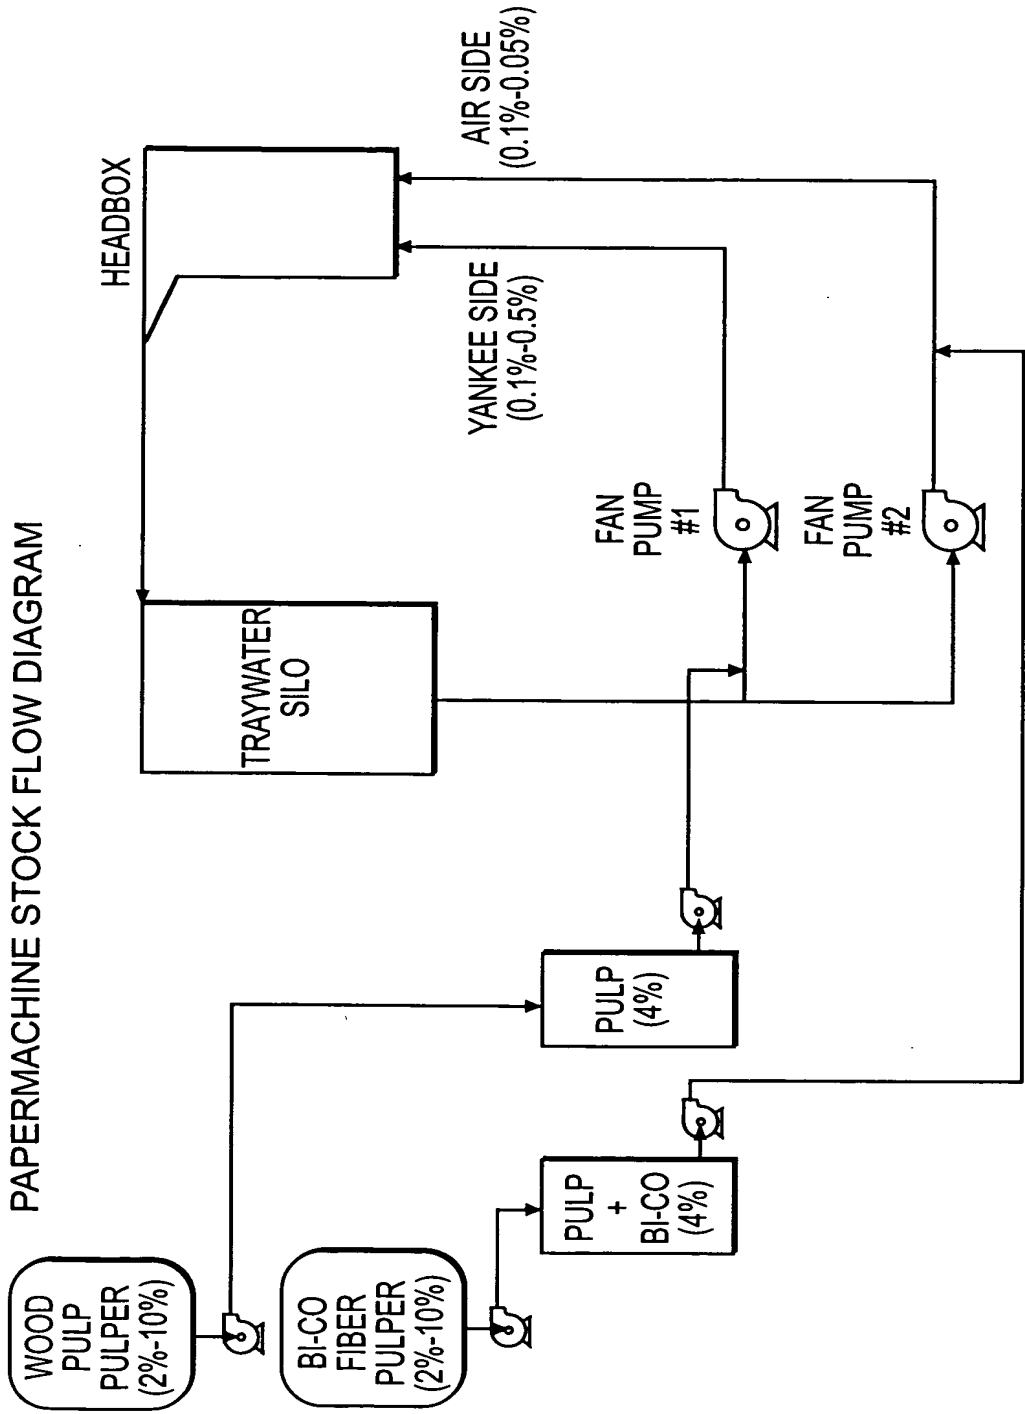 PAPERMACHINE STOCK FLOW DIAGRAM
WOOD
PULP
PULPER
(2%-10%)
BI-CO
FIBER
PULPER
(2%-10%)
PULP
(4%)
PULP
+
BI-CO
(4%)
TRAYWATER
SILO
HEADBOX
FAN
PUMP
#1
FAN
PUMP
#2
YANKEE SIDE
(0.1%-0.5%)
AIR SIDE
(0.1%-0.05%)